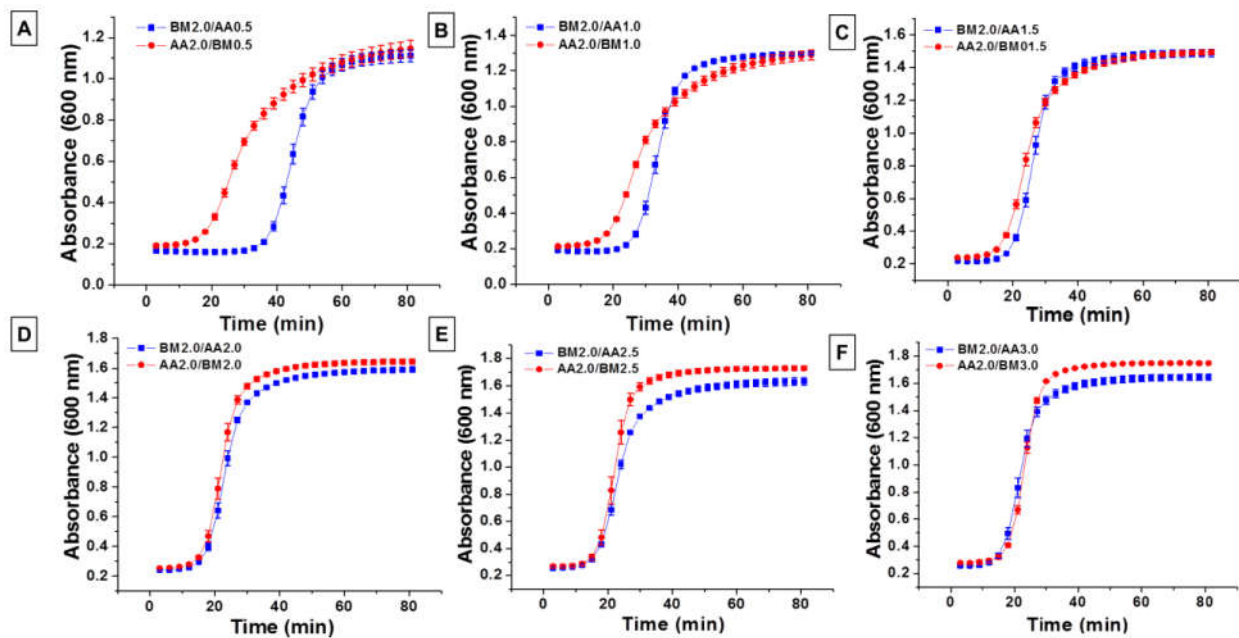 A
BM2.0/AA0.5
AA2.0/BM0.5
Absorbance (600 nm)
1.2
1.0
0.8
0.6
0.4
0.2
0.0
0 20 40 60 80
Time (min)
B
BM2.0/AA1.0
AA2.0/BM1.0
Absorbance (600 nm)
1.4
1.2
1.0
0.8
0.6
0.4
0.2
0.0
0 20 40 60 80
Time (min)
C
BM2.0/AA1.5
AA2.0/BM01.5
Absorbance (600 nm)
1.6
1.4
1.2
1.0
0.8
0.6
0.4
0.2
0 20 40 60 80
Time (min)
D
BM2.0/AA2.0
AA2.0/BM2.0
Absorbance (600 nm)
1.8
1.6
1.4
1.2
1.0
0.8
0.6
0.4
0.2
0 20 40 60 80
Time (min)
E
BM2.0/AA2.5
AA2.0/BM2.5
Absorbance (600 nm)
1.8
1.6
1.4
1.2
1.0
0.8
0.6
0.4
0.2
0 20 40 60 80
Time (min)
F
BM2.0/AA3.0
AA2.0/BM3.0
Absorbance (600 nm)
1.8
1.6
1.4
1.2
1.0
0.8
0.6
0.4
0.2
0 20 40 60 80
Time (min)